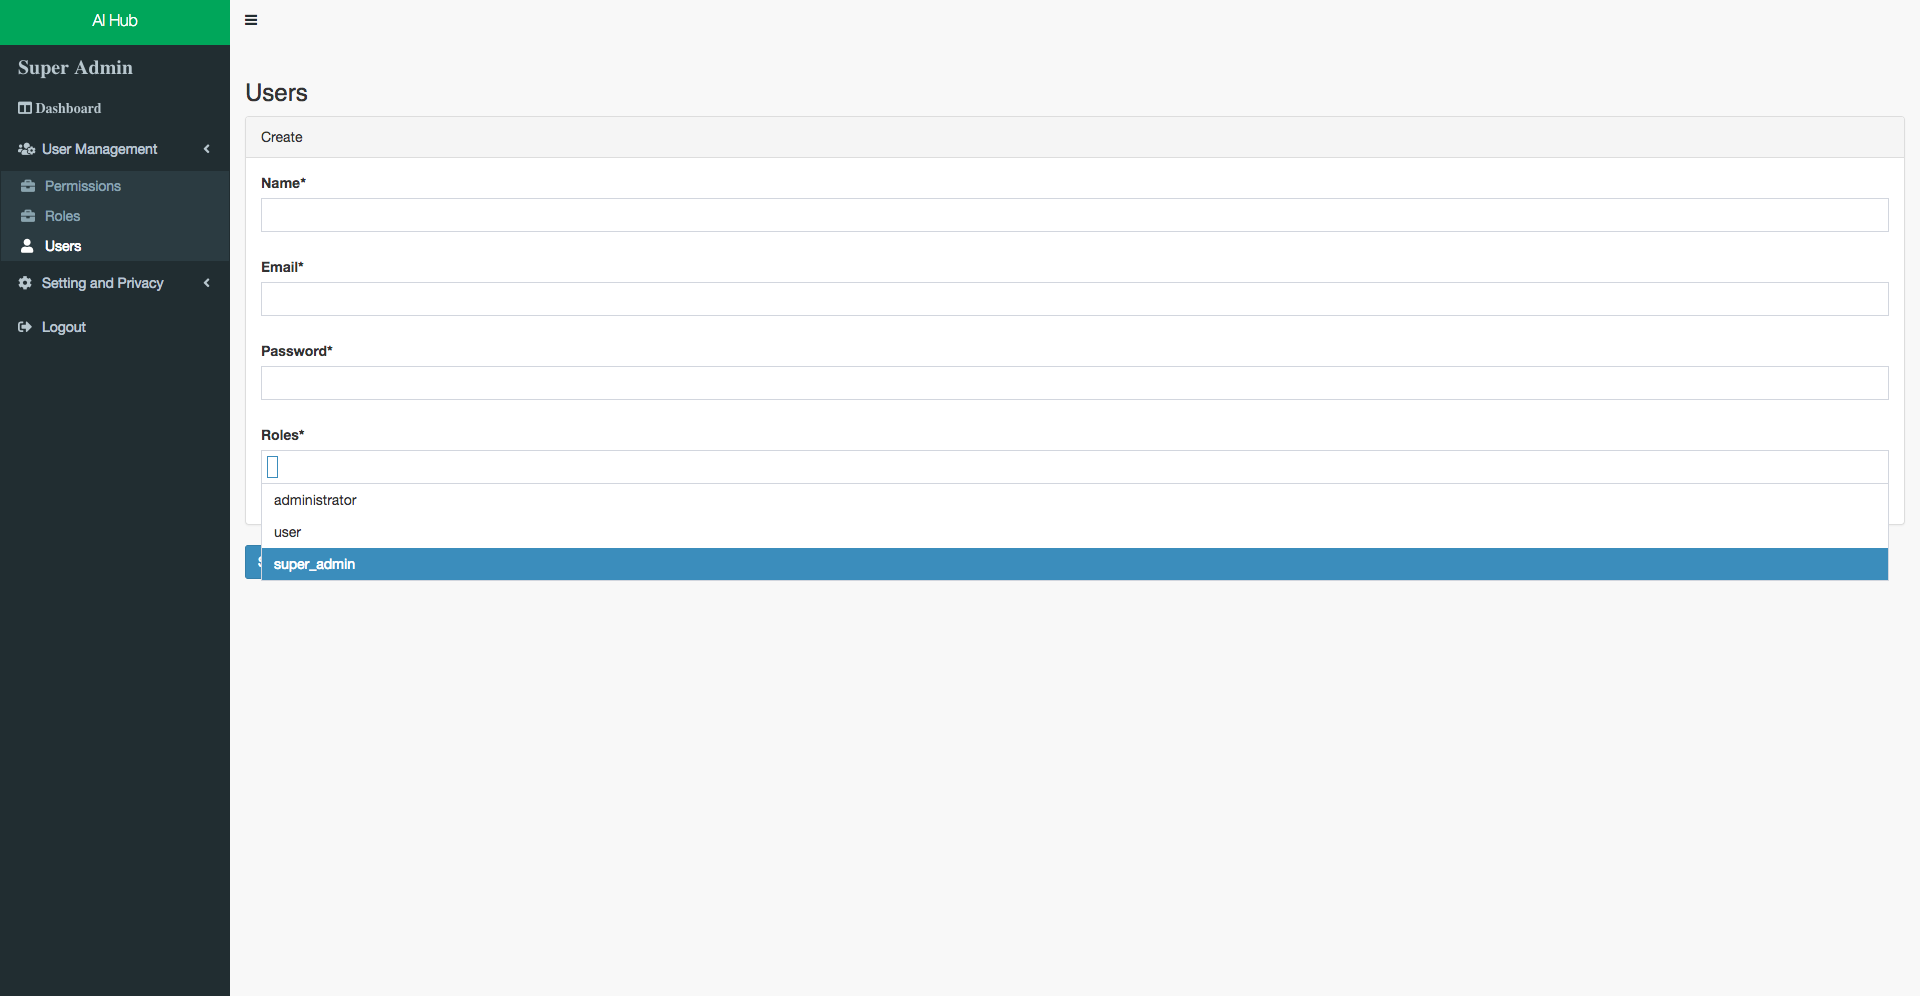 AI Hub
Super Admin
Dashboard
User Management
Permissions
Roles
Users
Setting and Privacy
Logout
Users
Create
Name*
Email*
Password*
Roles*
administrator
user
super_admin